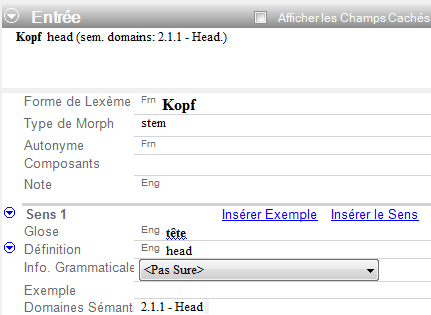 Entrée Afficher les Champs Cachés
Kopf head (sem. domains: 2.1.1 - Head.)
Forme de Lexème Frn Kopf
Type de Morph stem
Autonyme Frn
Composants
Note Eng
Sens 1 Insérer Exemple Insérer le Sens
Glose Eng tête
Définition Eng head
Info. Grammaticale <Pas Sure>
Exemple
Domaines Sémant 2.1.1 - Head